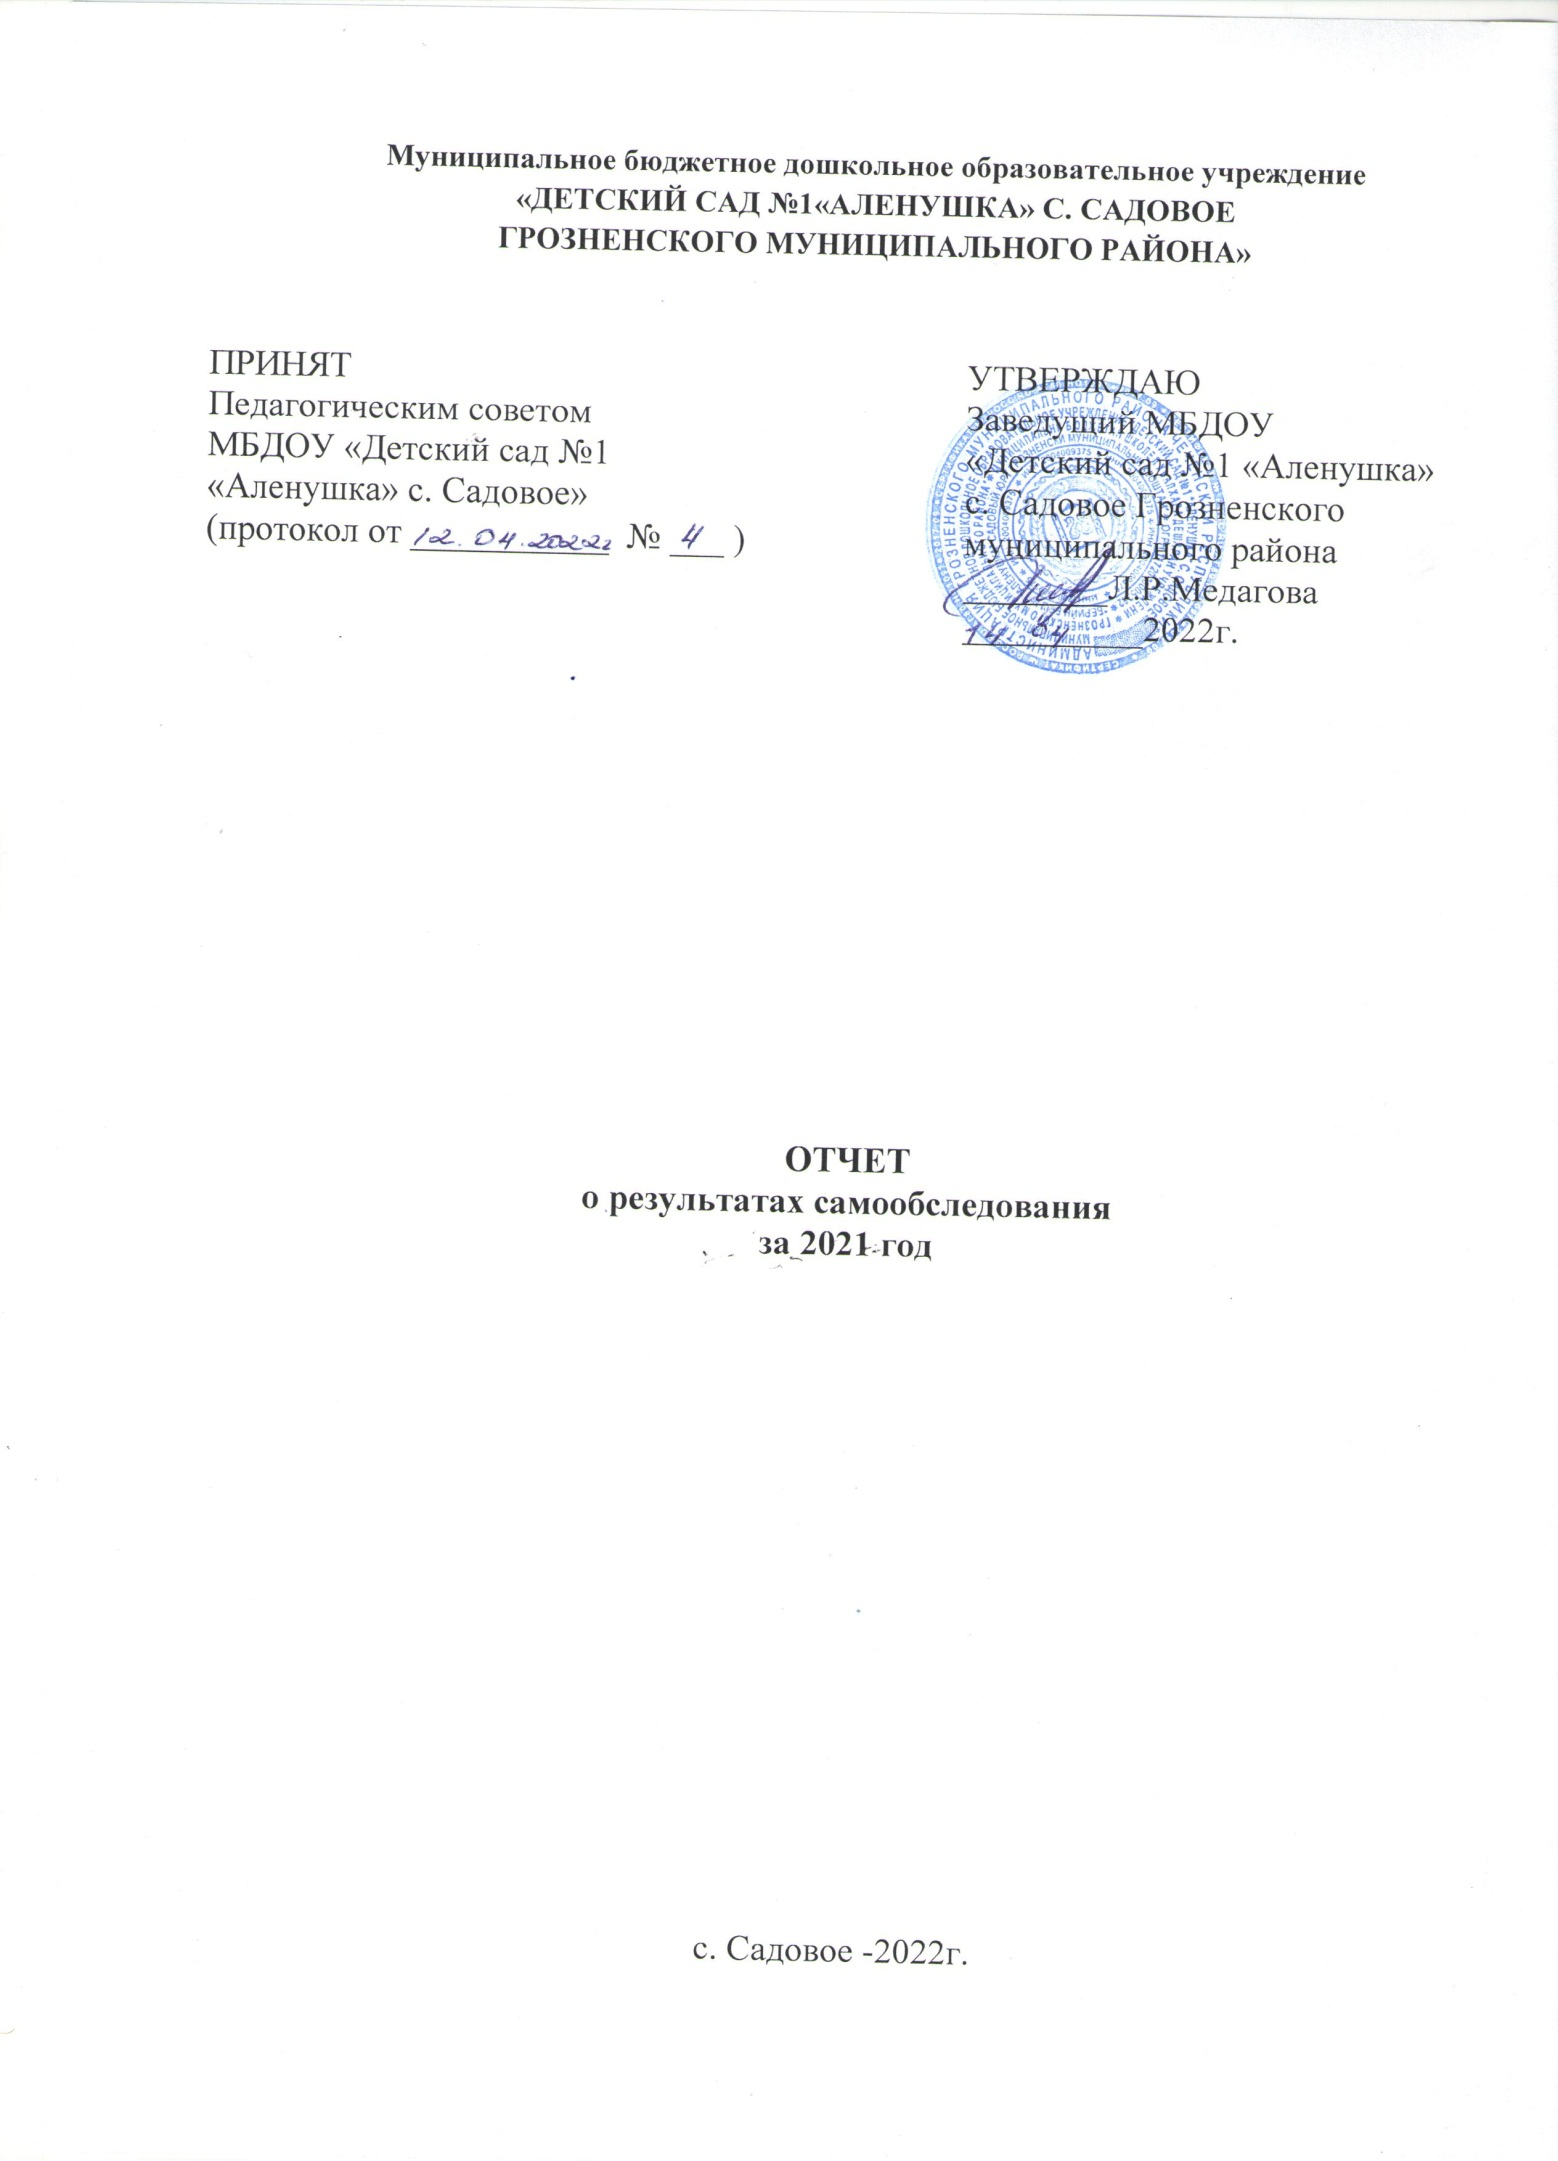 Муниципальное бюджетное дошкольное образовательное учреждение
«ДЕТСКИЙ САД №1«АЛЕНУШКА» С. САДОВОЕ
ГРОЗНЕНСКОГО МУНИЦИПАЛЬНОГО РАЙОНА»
ПРИНЯТ
Педагогическим советом
МБДОУ «Детский сад №1
«Аленушка» с. Садовое»
(протокол от 12.04.2022г № 4 )
УТВЕРЖДАЮ
Заведущий МБДОУ
«Детский сад №1 «Аленушка»
с. Садовое Грозненского
муниципального района
Л.Р.Медагова
14 04 2022г.
ОТЧЕТ
о результатах самообследования
за 2021 год
с. Садовое -2022г.